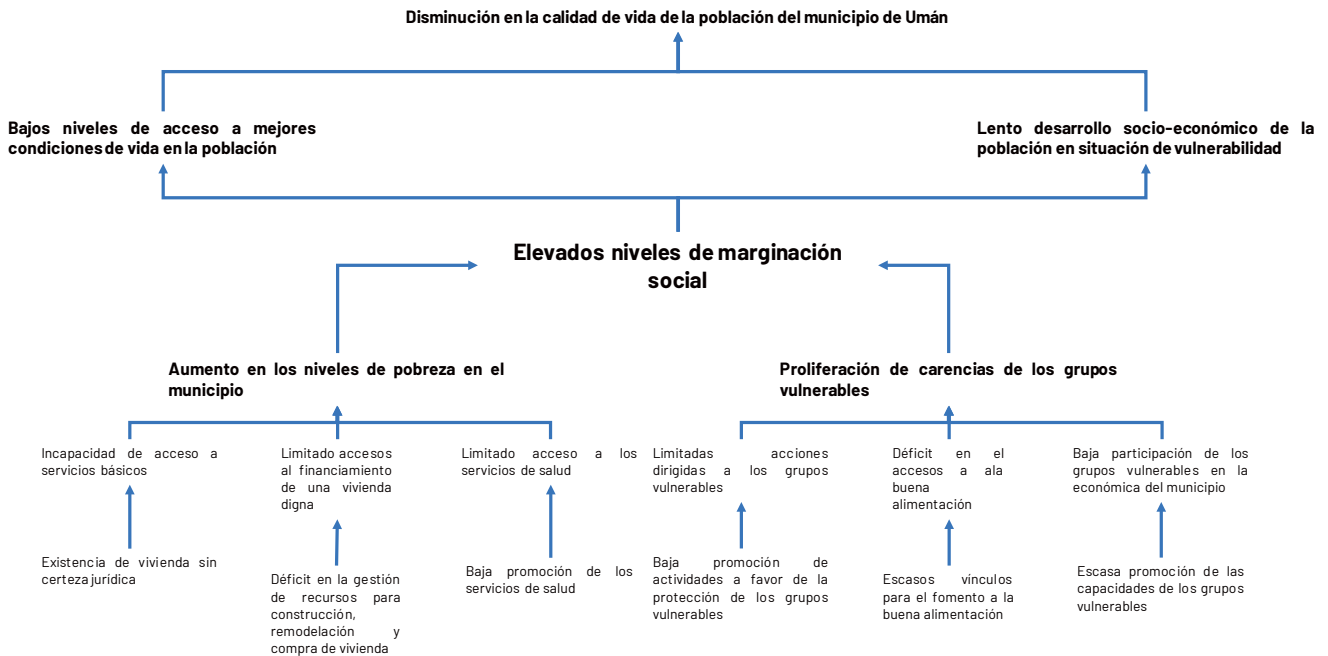 Disminución en la calidad de vida de la población del municipio de Umán
Bajos niveles de acceso a mejores
condiciones de vida en la población
Lento desarrollo socio-económico de la
población en situación de vulnerabilidad
Elevados niveles de marginación
social
Aumento en los niveles de pobreza en el
municipio
Proliferación de carencias de los grupos
vulnerables
Incapacidad de acceso a
servicios básicos
Limitado accesos
al financiamiento
de una vivienda
digna
Limitado acceso a los
servicios de salud
Limitadas acciones
dirigidas a los grupos
vulnerables
Déficit en el
accesos a ala
buena
alimentación
Baja participación de los
grupos vulnerables en la
económica del municipio
Existencia de vivienda sin
certeza jurídica
Déficit en la gestión
de recursos para
construcción,
remodelación y
compra de vivienda
Baja promoción de los
servicios de salud
Baja promoción de
actividades a favor de la
protección de los grupos
vulnerables
Escasos vínculos
para el fomento a la
buena alimentación
Escasa promoción de las
capacidades de los grupos
vulnerables